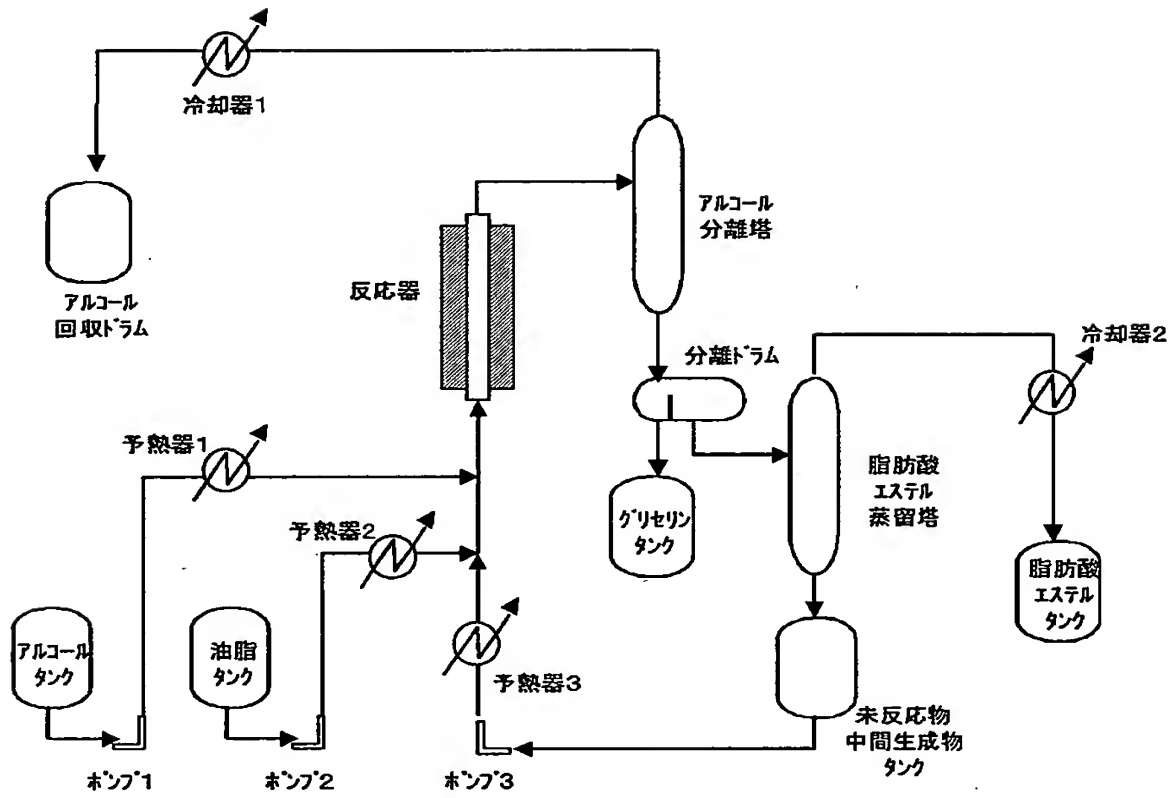 冷却器1
アルコール
回収ドラム
アルコール
分離塔
反応器
分離ドラム
冷却器2
予熱器1
予熱器2
脂肪酸
エステル
蒸留塔
グリセリン
タンク
脂肪酸
エステル
タンク
アルコール
タンク
油脂
タンク
予熱器3
未反応物
中間生成物
タンク
ポンプ1
ポンプ2
ポンプ3